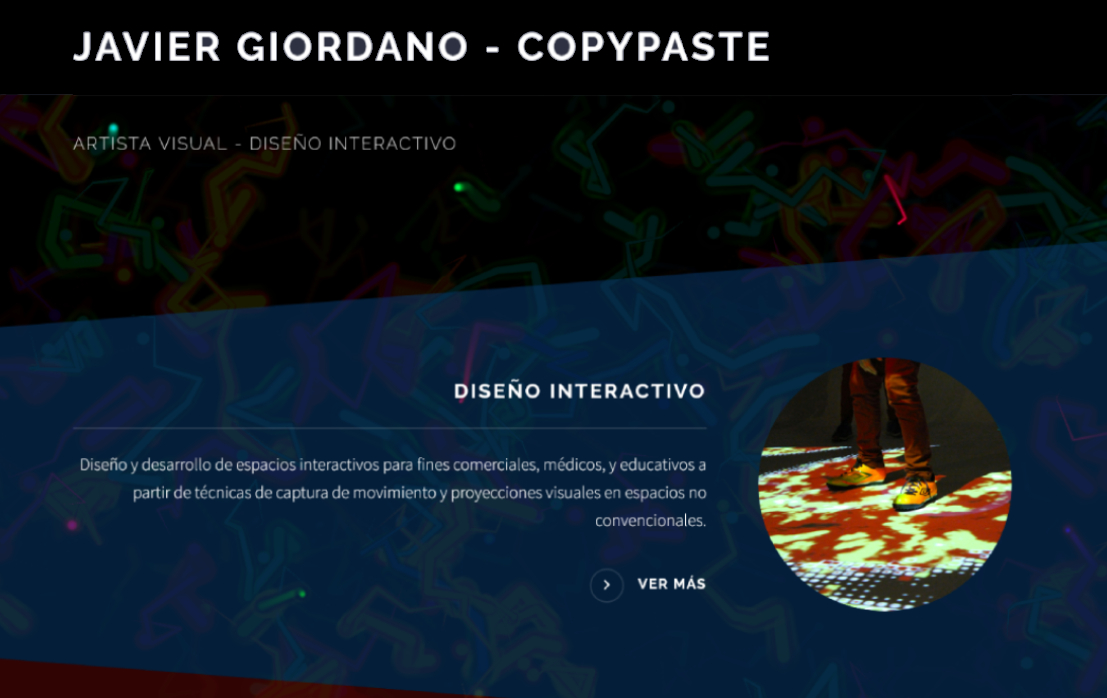 JAVIER GIORDANO - COPYPASTE
ARTISTA VISUAL - DISEÑO INTERACTIVO
DISEÑO INTERACTIVO
Diseño y desarrollo de espacios interactivos para fines comerciales, médicos, y educativos a
partir de técnicas de captura de movimiento y proyecciones visuales en espacios no
convencionales.
VER MÁS